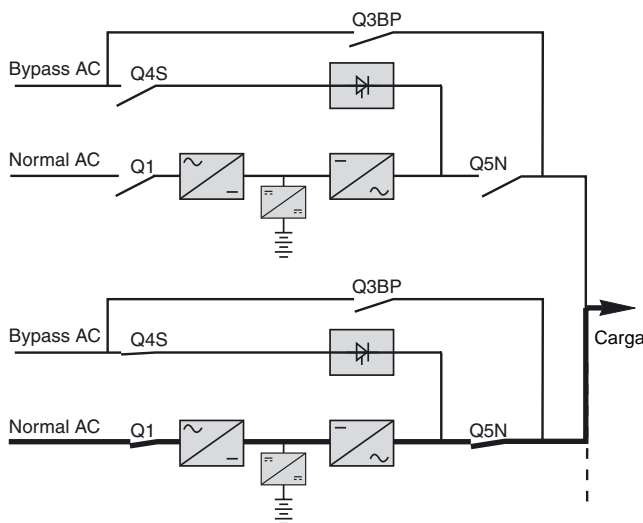 Q3BP
Bypass AC
Q4S
Normal AC
Q1
Q5N
Q3BP
Bypass AC
Q4S
Carga
Normal AC
Q1
Q5N